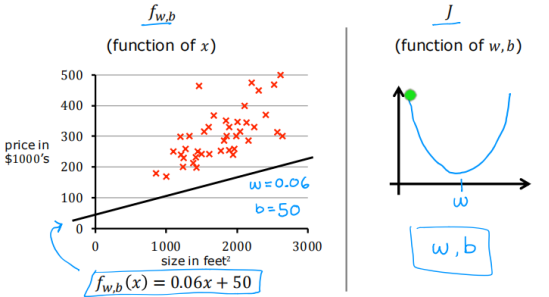 f_{w,b}
(function of x)
500
400
300
200
100
0
price in
$1000's
w=0.06
b=50
0 1000 2000 3000
size in feet²
f_{w,b}(x) = 0.06x + 50
J
(function of w, b)
w
w, b